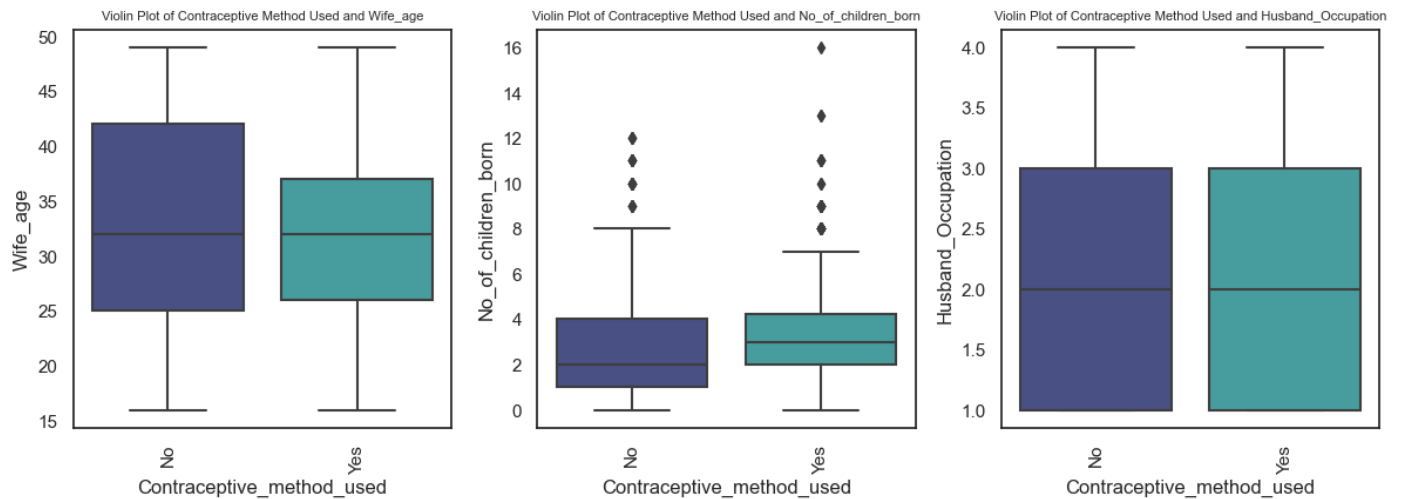 Violin Plot of Contraceptive Method Used and Wife_age
50
45
40
35
30
25
20
15
Wife_age
No
Yes
Contraceptive_method_used
Violin Plot of Contraceptive Method Used and No_of_children_born
16
14
12
10
8
6
4
2
0
No_of_children_born
No
Yes
Contraceptive_method_used
Violin Plot of Contraceptive Method Used and Husband_Occupation
4.0
3.5
3.0
2.5
2.0
1.5
1.0
Husband_Occupation
No
Yes
Contraceptive_method_used